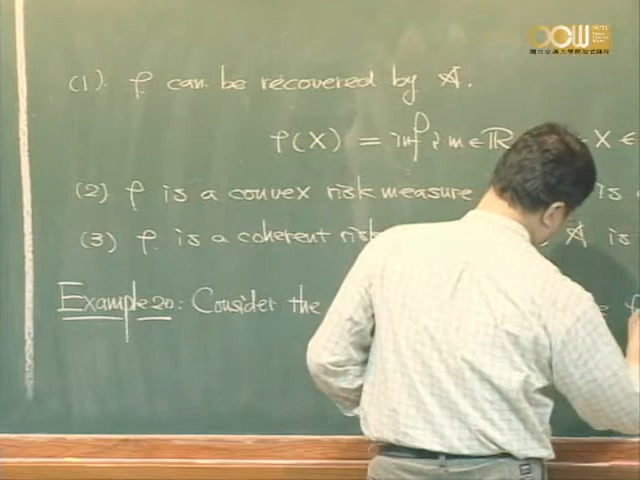 OCW
(1). ρ can be recovered by A.
ρ(X) = inf { m ∈ ℝ X ∈
(2) ρ is a convex risk measure is
(3) ρ is a coherent risk A is
Example 20: Consider the